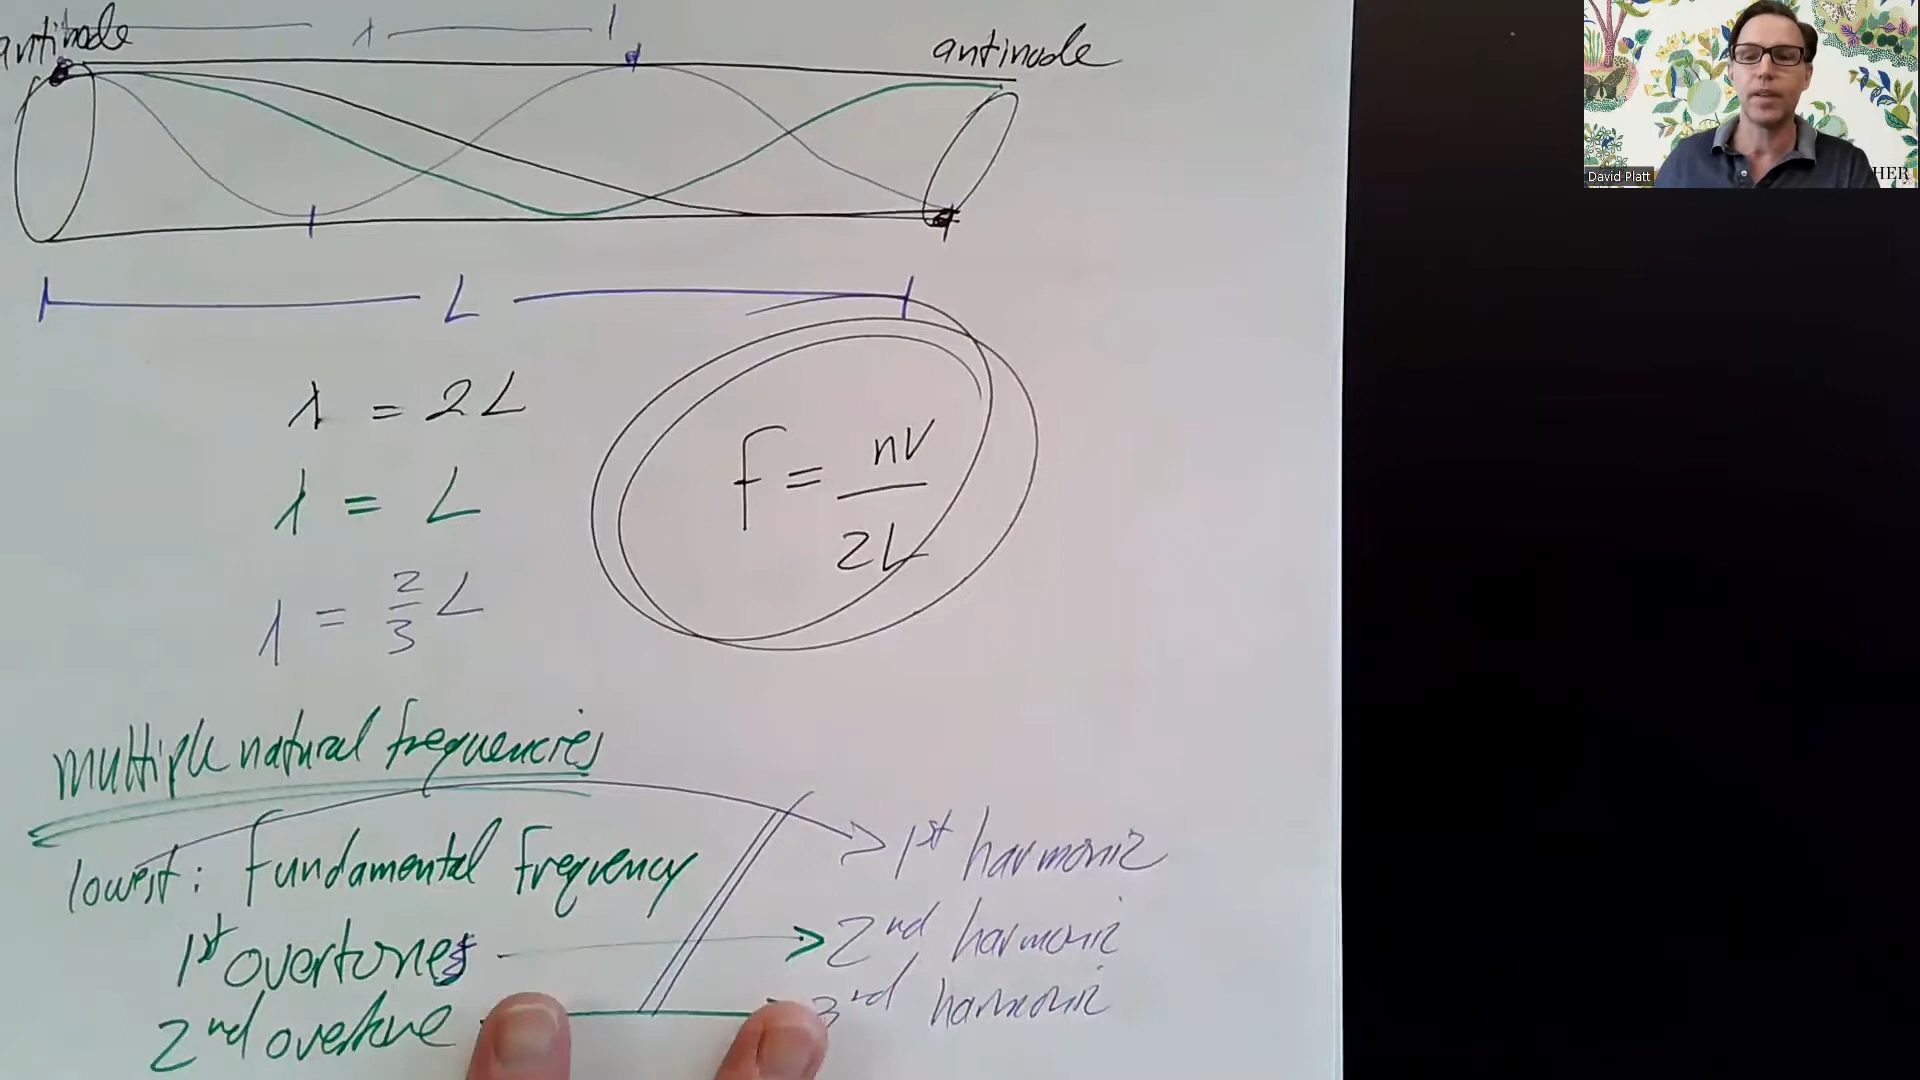 antinode λ antinode
L
λ = 2L
λ = L
λ = 2/3 L
f = nV/2L
multiple natural frequencies
lowest: fundamental frequency → 1st harmonic
1st overtones → 2nd harmonic
2nd overtone 3rd harmonic
David Platt
HER